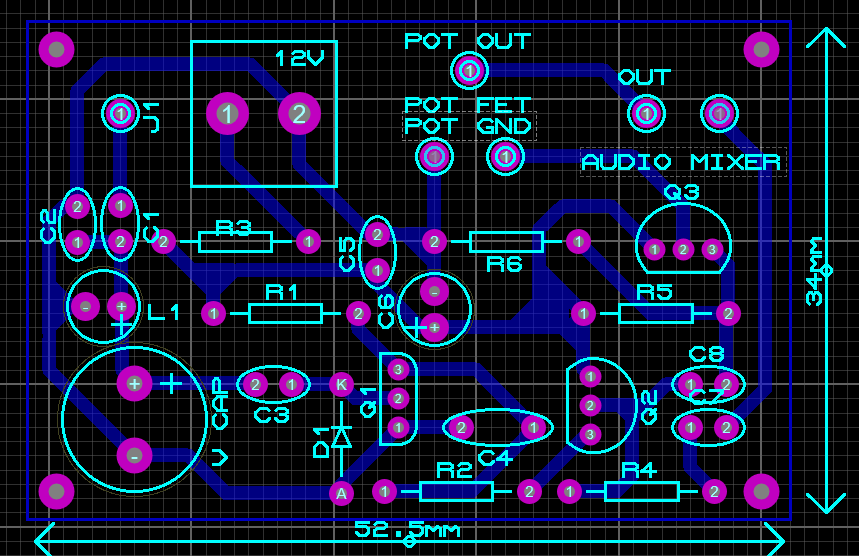 POT OUT
12V
OUT
POT FET
POT GND
J1
1
1
1
1
2
1
AUDIO MIXER
1
Q3
C2
2
1
C1
1
2
2
R3
1
C5
2
1
2
R6
1
1
2
3
34mm
L1
-
+
+
1
R1
2
C6
-
+
+
1
R5
2
CAP V
+
+
-
2
1
C3
K
D1
A
Q1
3
2
1
2
1
C4
1
2
3
Q2
C8
1
2
C7
1
2
1
R2
2
1
R4
2
52.5mm